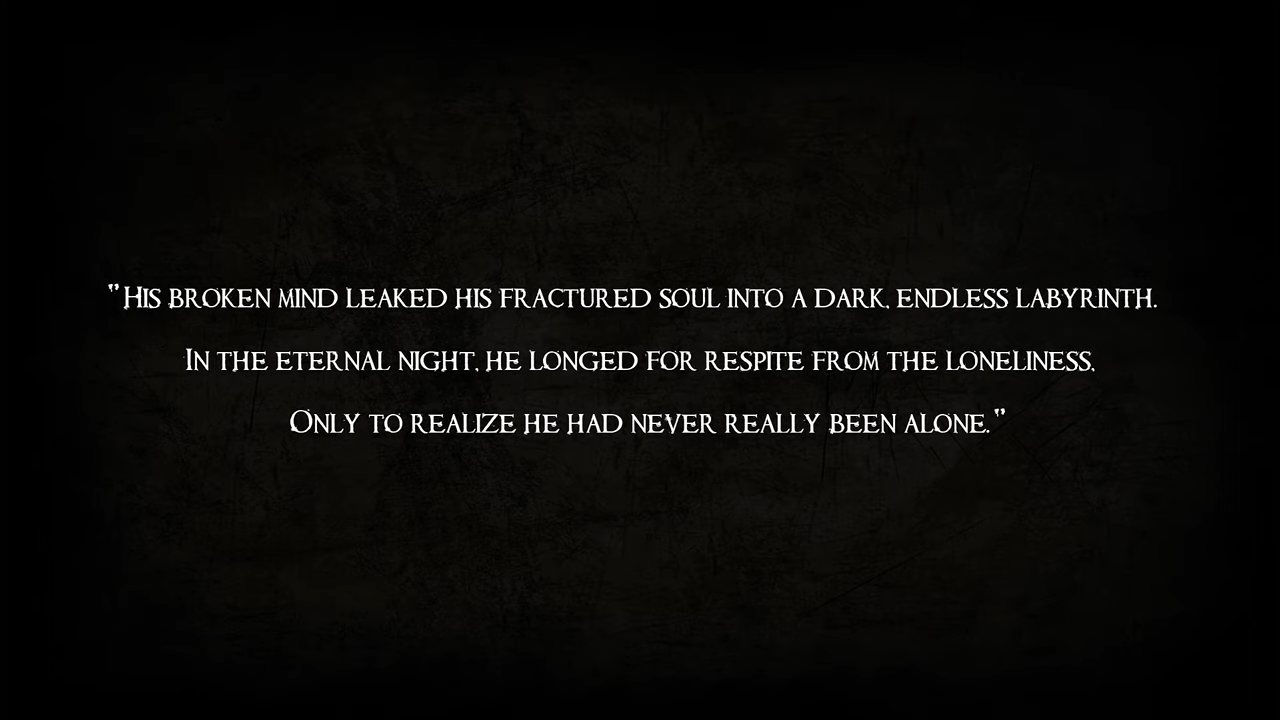 "His broken mind leaked his fractured soul into a dark, endless labyrinth.
In the eternal night, he longed for respite from the loneliness,
Only to realize he had never really been alone."